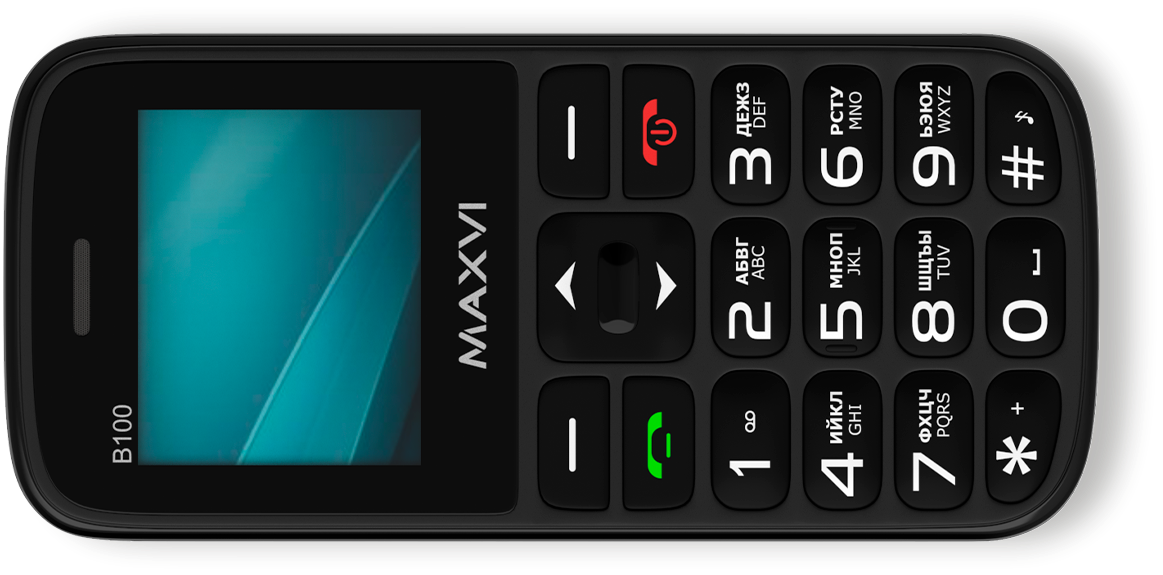 B100
MAXVI
1
2 АБВГ
ABC
3 ДЕЖЗ
DEF
4 ИЙКЛ
GHI
5 МНОП
JKL
6 РСТУ
MNO
7 ФХЦЧ
PQRS
8 ШЩЪЫ
TUV
9 ЬЭЮЯ
WXYZ
* +
0
#